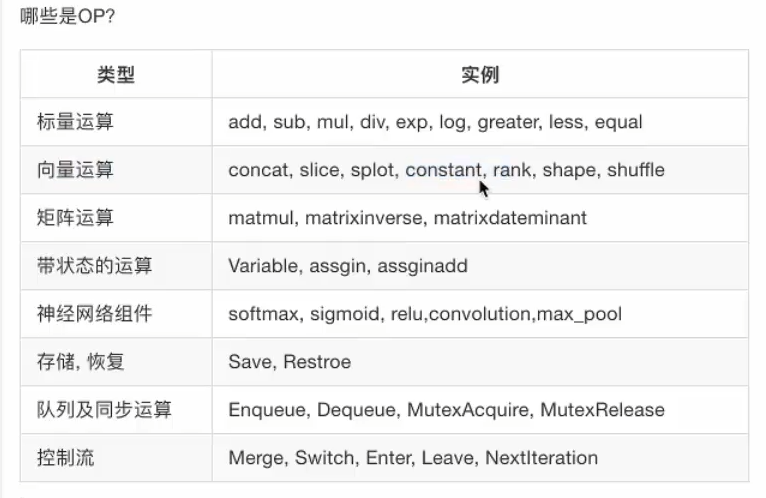 哪些是OP?
类型 实例
标量运算 add, sub, mul, div, exp, log, greater, less, equal
向量运算 concat, slice, splot, constant, rank, shape, shuffle
矩阵运算 matmul, matrixinverse, matrixdateminant
带状态的运算 Variable, assgin, assginadd
神经网络组件 softmax, sigmoid, relu,convolution,max_pool
存储, 恢复 Save, Restroe
队列及同步运算 Enqueue, Dequeue, MutexAcquire, MutexRelease
控制流 Merge, Switch, Enter, Leave, NextIteration